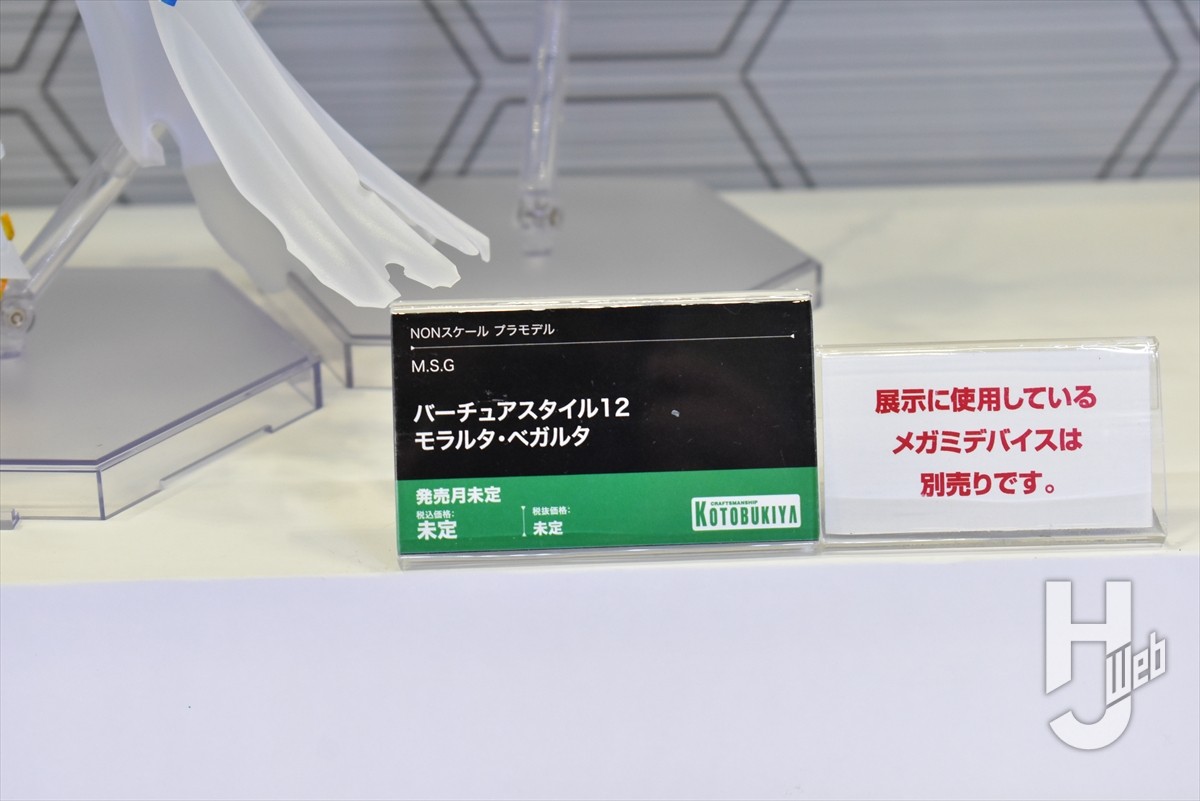 NONスケール プラモデル
M.S.G
バーチュアスタイル12
モラルタ・ベガルタ
発売月未定
税込価格:
未定
税抜価格:
未定
CRAFTSMANSHIP
KOTOBUKIYA
展示に使用している
メガミデバイスは
別売りです。
HJ Web